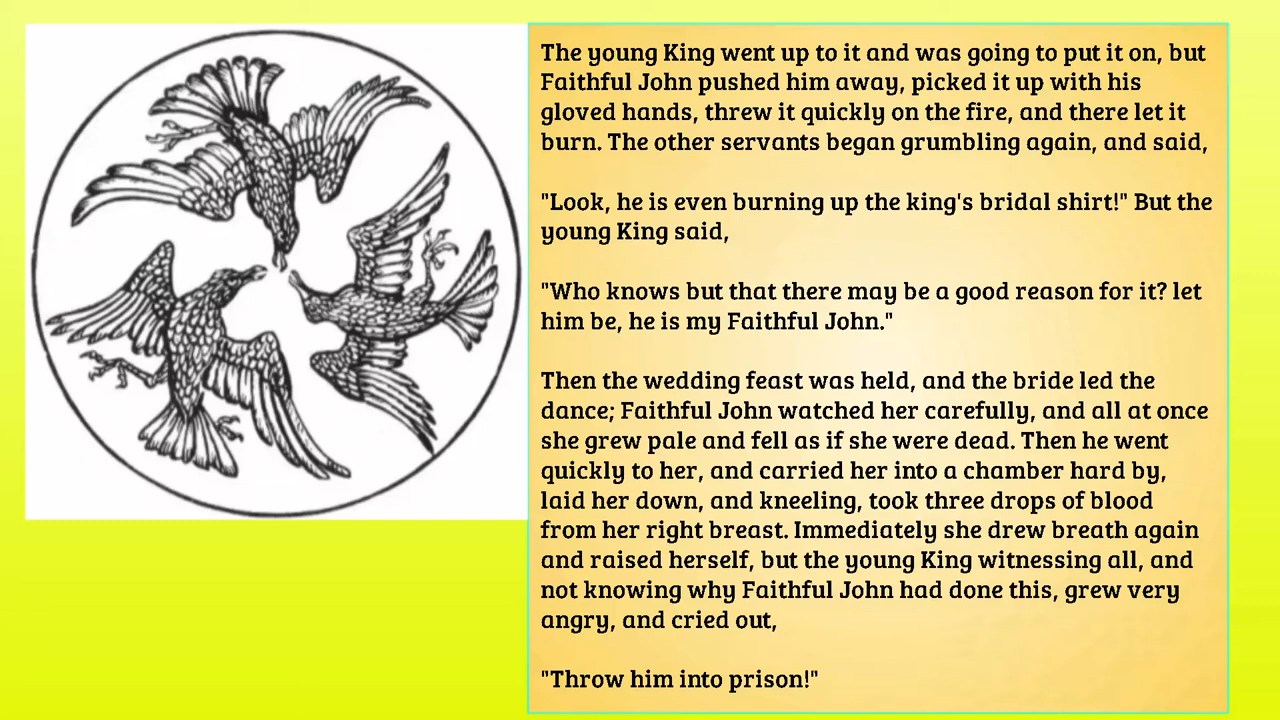 The young King went up to it and was going to put it on, but
Faithful John pushed him away, picked it up with his
gloved hands, threw it quickly on the fire, and there let it
burn. The other servants began grumbling again, and said,
"Look, he is even burning up the king's bridal shirt!" But the
young King said,
"Who knows but that there may be a good reason for it? let
him be, he is my Faithful John."
Then the wedding feast was held, and the bride led the
dance; Faithful John watched her carefully, and all at once
she grew pale and fell as if she were dead. Then he went
quickly to her, and carried her into a chamber hard by,
laid her down, and kneeling, took three drops of blood
from her right breast. Immediately she drew breath again
and raised herself, but the young King witnessing all, and
not knowing why Faithful John had done this, grew very
angry, and cried out,
"Throw him into prison!"